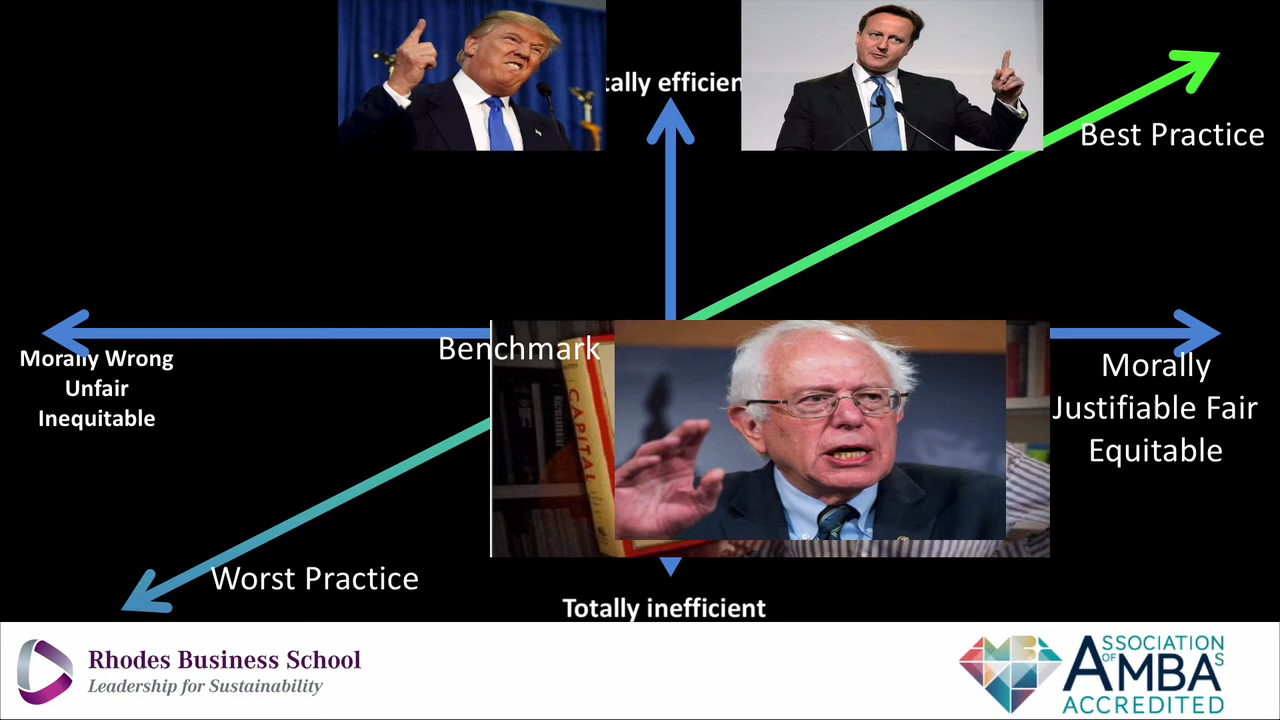 tally efficien
Best Practice
Benchmark
Morally Wrong
Unfair
Inequitable
Morally
Justifiable Fair
Equitable
CAPITAL
Worst Practice
Totally inefficient
Rhodes Business School
Leadership for Sustainability
ASSOCIATION
OF
AMBAS
ACCREDITED